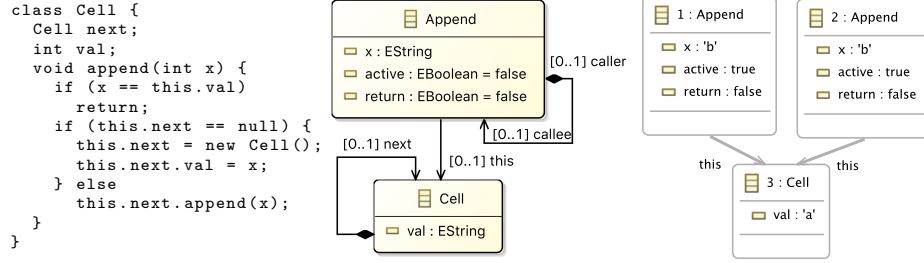 class Cell {
Cell next;
int val;
void append(int x) {
if (x == this.val)
return;
if (this.next == null) {
this.next = new Cell();
this.next.val = x;
} else
this.next.append(x);
}
}
Append
x : EString
active : EBoolean = false
return : EBoolean = false
[0..1] caller
[0..1] callee
[0..1] next
[0..1] this
Cell
val : EString
1 : Append
x : 'b'
active : true
return : false
2 : Append
x : 'b'
active : true
return : false
this
this
3 : Cell
val : 'a'